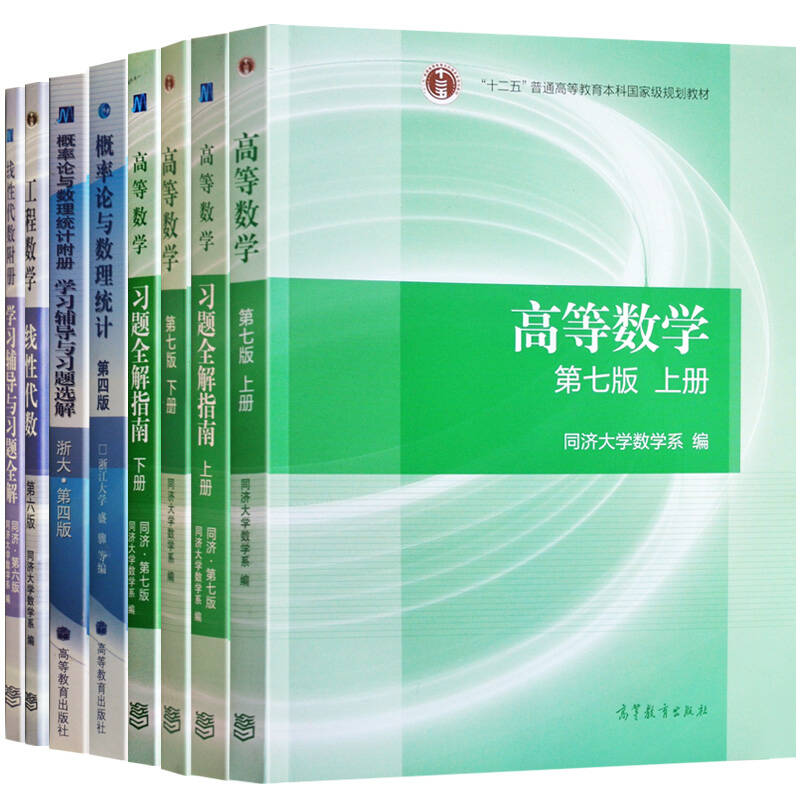 线性代数附册 学习辅导与习题全解
同济·第六版
同济大学数学系 编
工程数学
线性代数
第六版
同济大学数学系 编
概率论与数理统计附册 学习辅导与习题选解
浙大·第四版
高等教育出版社
概率论与数理统计
第四版
浙江大学 盛骤 等编
高等教育出版社
高等数学
习题全解指南
下册
同济·第七版
同济大学数学系 编
高等数学
第七版 下册
同济大学数学系 编
高等数学
习题全解指南
上册
同济·第七版
同济大学数学系 编
高等数学
第七版 上册
同济大学数学系 编
“十二五”普通高等教育本科国家级规划教材
高等数学
第七版 上册
同济大学数学系 编
高等教育出版社